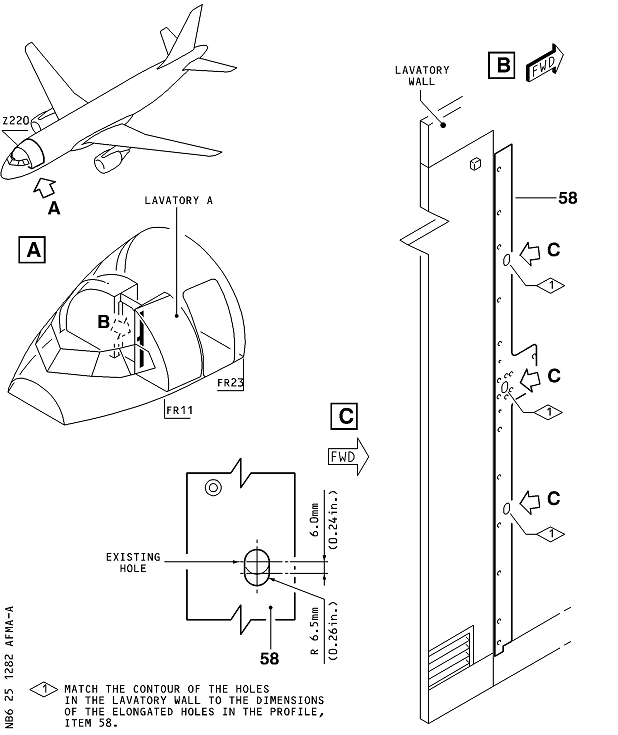 Z220
A
LAVATORY A
A
B
FR23
FR11
LAVATORY
WALL
B
FWD
58
C
1
C
1
C
1
C
FWD
EXISTING
HOLE
6.0mm
(0.24in.)
R 6.5mm
(0.26in.)
58
1 MATCH THE CONTOUR OF THE HOLES
IN THE LAVATORY WALL TO THE DIMENSIONS
OF THE ELONGATED HOLES IN THE PROFILE,
ITEM 58.
NB6 25 1282 AFMA-A